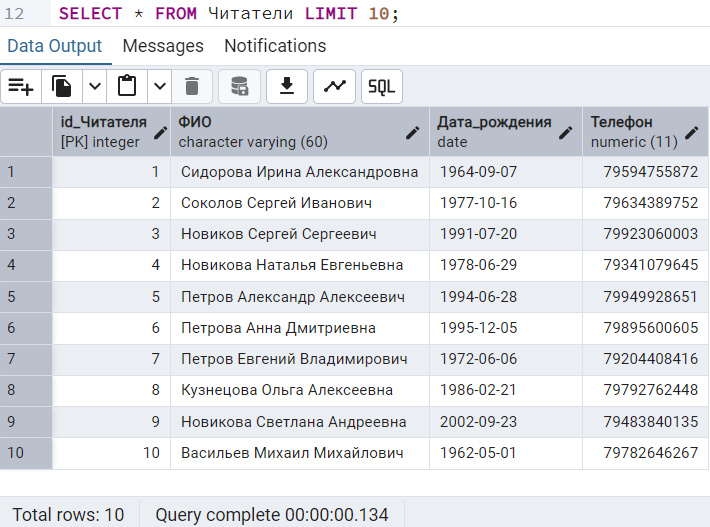 12 SELECT * FROM Читатели LIMIT 10;
Data Output Messages Notifications
SQL
id_Читателя ФИО Дата_рождения Телефон
[PK] integer character varying (60) date numeric (11)
1 1 Сидорова Ирина Александровна 1964-09-07 79594755872
2 2 Соколов Сергей Иванович 1977-10-16 79634389752
3 3 Новиков Сергей Сергеевич 1991-07-20 79923060003
4 4 Новикова Наталья Евгеньевна 1978-06-29 79341079645
5 5 Петров Александр Алексеевич 1994-06-28 79949928651
6 6 Петрова Анна Дмитриевна 1995-12-05 79895600605
7 7 Петров Евгений Владимирович 1972-06-06 79204408416
8 8 Кузнецова Ольга Алексеевна 1986-02-21 79792762448
9 9 Новикова Светлана Андреевна 2002-09-23 79483840135
10 10 Васильев Михаил Михайлович 1962-05-01 79782646267
Total rows: 10 Query complete 00:00:00.134